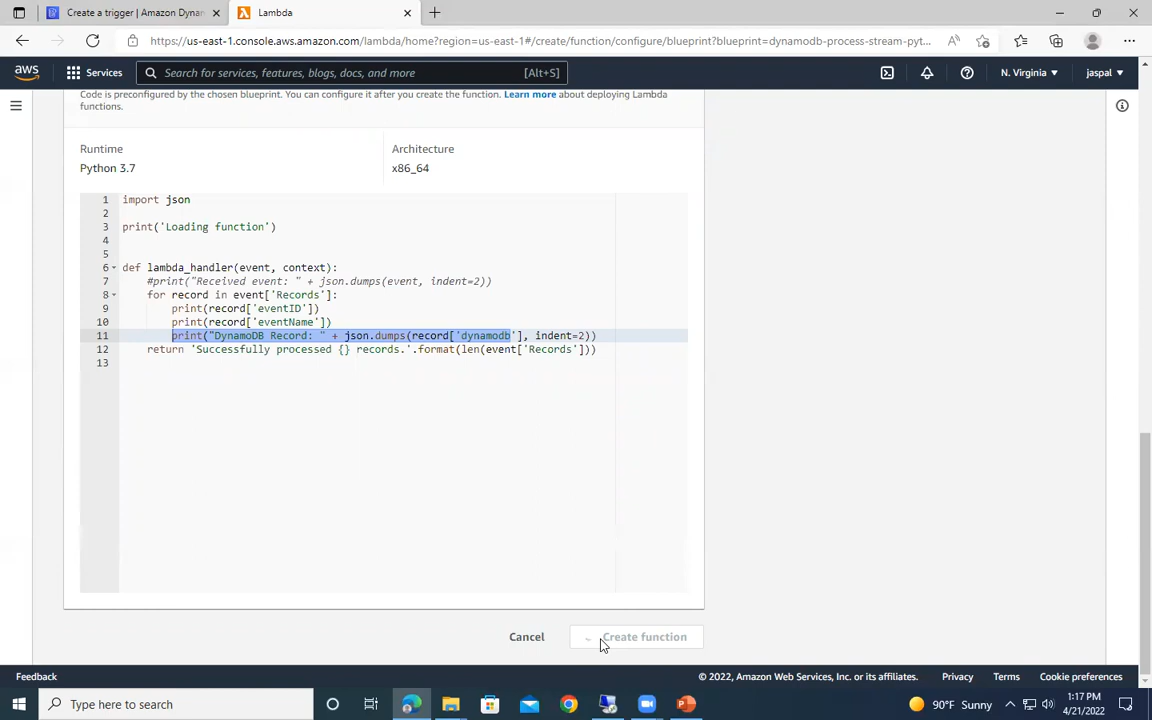 Create a trigger | Amazon Dynam
Lambda
https://us-east-1.console.aws.amazon.com/lambda/home?region=us-east-1#/create/function/configure/blueprint?blueprint=dynamodb-process-stream-pyt...
aws
Services
Search for services, features, blogs, docs, and more
[Alt+S]
N. Virginia
jaspal
Code is preconfigured by the chosen blueprint. You can configure it after you create the function. Learn more about deploying Lambda
functions.
Runtime
Architecture
Python 3.7
x86_64
1 import json
2
3 print('Loading function')
4
5
6 def lambda_handler(event, context):
7 #print("Received event: " + json.dumps(event, indent=2))
8 for record in event['Records']:
9 print(record['eventID'])
10 print(record['eventName'])
11 print("DynamoDB Record: " + json.dumps(record['dynamodb'], indent=2))
12 return 'Successfully processed {} records.'.format(len(event['Records']))
13
Cancel
Create function
Feedback
© 2022, Amazon Web Services, Inc. or its affiliates.
Privacy
Terms
Cookie preferences
Type here to search
90°F Sunny
1:17 PM
4/21/2022